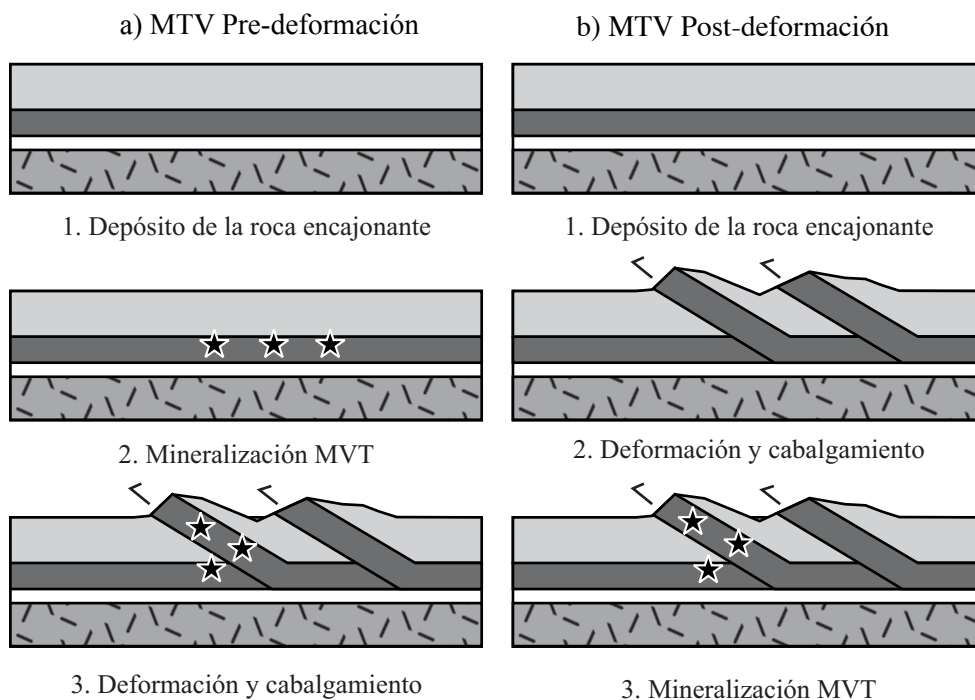 a) MTV Pre-deformación
b) MTV Post-deformación
1. Depósito de la roca encajonante
1. Depósito de la roca encajonante
2. Mineralización MVT
2. Deformación y cabalgamiento
3. Deformación y cabalgamiento
3. Mineralización MVT